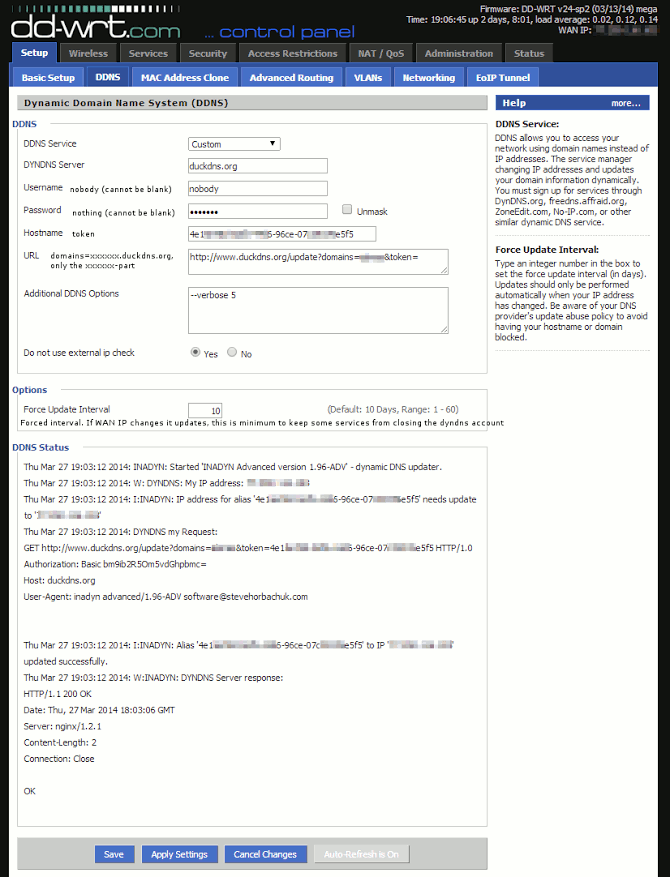 Firmware: DD-WRT v24-sp2 (03/13/14) mega
Time: 19:06:45 up 2 days, 8:01, load average: 0.02, 0.12, 0.14
WAN IP:
dd-wrt.com ... control panel
Setup Wireless Services Security Access Restrictions NAT / QoS Administration Status
Basic Setup DDNS MAC Address Clone Advanced Routing VLANs Networking EoIP Tunnel
Dynamic Domain Name System (DDNS)
DDNS
DDNS Service Custom
DYNDNS Server duckdns.org
Username nobody (cannot be blank) nobody
Password nothing (cannot be blank) ••••••• Unmask
Hostname token 4e1 6-96ce-07 e5f5
URL domains=xxxxxx.duckdns.org, only the xxxxxx-part http://www.duckdns.org/update?domains= &token=
Additional DDNS Options --verbose 5
Do not use external ip check Yes No
Options
Force Update Interval 10 (Default: 10 Days, Range: 1 - 60)
Forced interval. If WAN IP changes it updates, this is minimum to keep some services from closing the dyndns account
DDNS Status
Thu Mar 27 19:03:12 2014: INADYN: Started 'INADYN Advanced version 1.96-ADV' - dynamic DNS updater.
Thu Mar 27 19:03:12 2014: W: DYNDNS: My IP address:
Thu Mar 27 19:03:12 2014: I:INADYN: IP address for alias '4e1 6-96ce-07 e5f5' needs update
to ' '
Thu Mar 27 19:03:12 2014: DYNDNS my Request:
GET http://www.duckdns.org/update?domains= &token=4e1 6-96ce-07 e5f5 HTTP/1.0
Authorization: Basic bm9ib2R5Om5vdGhpbmc=
Host: duckdns.org
User-Agent: inadyn advanced/1.96-ADV software@stevehorbachuk.com
Thu Mar 27 19:03:12 2014: I:INADYN: Alias '4e1 6-96ce-07c e5f5' to IP ' '
updated successfully.
Thu Mar 27 19:03:12 2014: W:INADYN: DYNDNS Server response:
HTTP/1.1 200 OK
Date: Thu, 27 Mar 2014 18:03:06 GMT
Server: nginx/1.2.1
Content-Length: 2
Connection: Close
OK
Save Apply Settings Cancel Changes Auto-Refresh is On
Help more...
DDNS Service:
DDNS allows you to access your
network using domain names instead of
IP addresses. The service manager
changing IP addresses and updates
your domain information dynamically.
You must sign up for services through
DynDNS.org, freedns.affraid.org,
ZoneEdit.com, No-IP.com, or other
similar dynamic DNS service.
Force Update Interval:
Type an integer number in the box to
set the force update interval (in days).
Updates should only be performed
automatically when your IP address
has changed. Be aware of your DNS
provider's update abuse policy to avoid
having your hostname or domain
blocked.